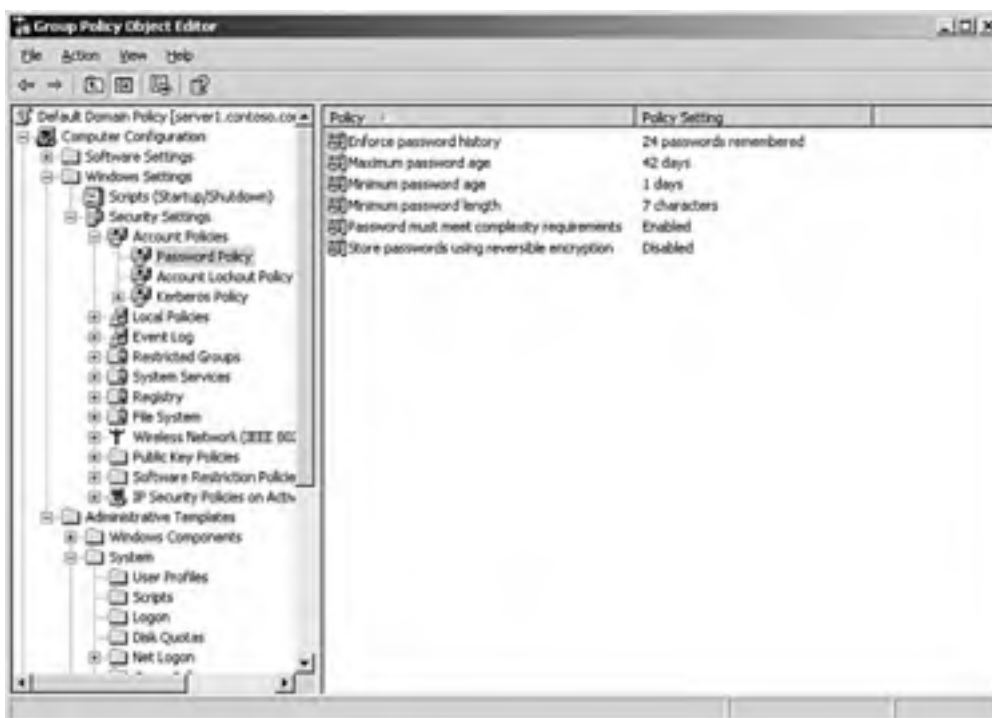 Group Policy Object Editor
File Action View Help
Default Domain Policy [server1.contoso.com
Computer Configuration
Software Settings
Windows Settings
Scripts (Startup/Shutdown)
Security Settings
Account Policies
Password Policy
Account Lockout Policy
Kerberos Policy
Local Policies
Event Log
Restricted Groups
System Services
Registry
File System
Wireless Network (IEEE 802
Public Key Policies
Software Restriction Policie
IP Security Policies on Activ
Administrative Templates
Windows Components
System
User Profiles
Scripts
Logon
Disk Quotas
Net Logon
Policy Policy Setting
Enforce password history 24 passwords remembered
Maximum password age 42 days
Minimum password age 1 days
Minimum password length 7 characters
Password must meet complexity requirements Enabled
Store passwords using reversible encryption Disabled